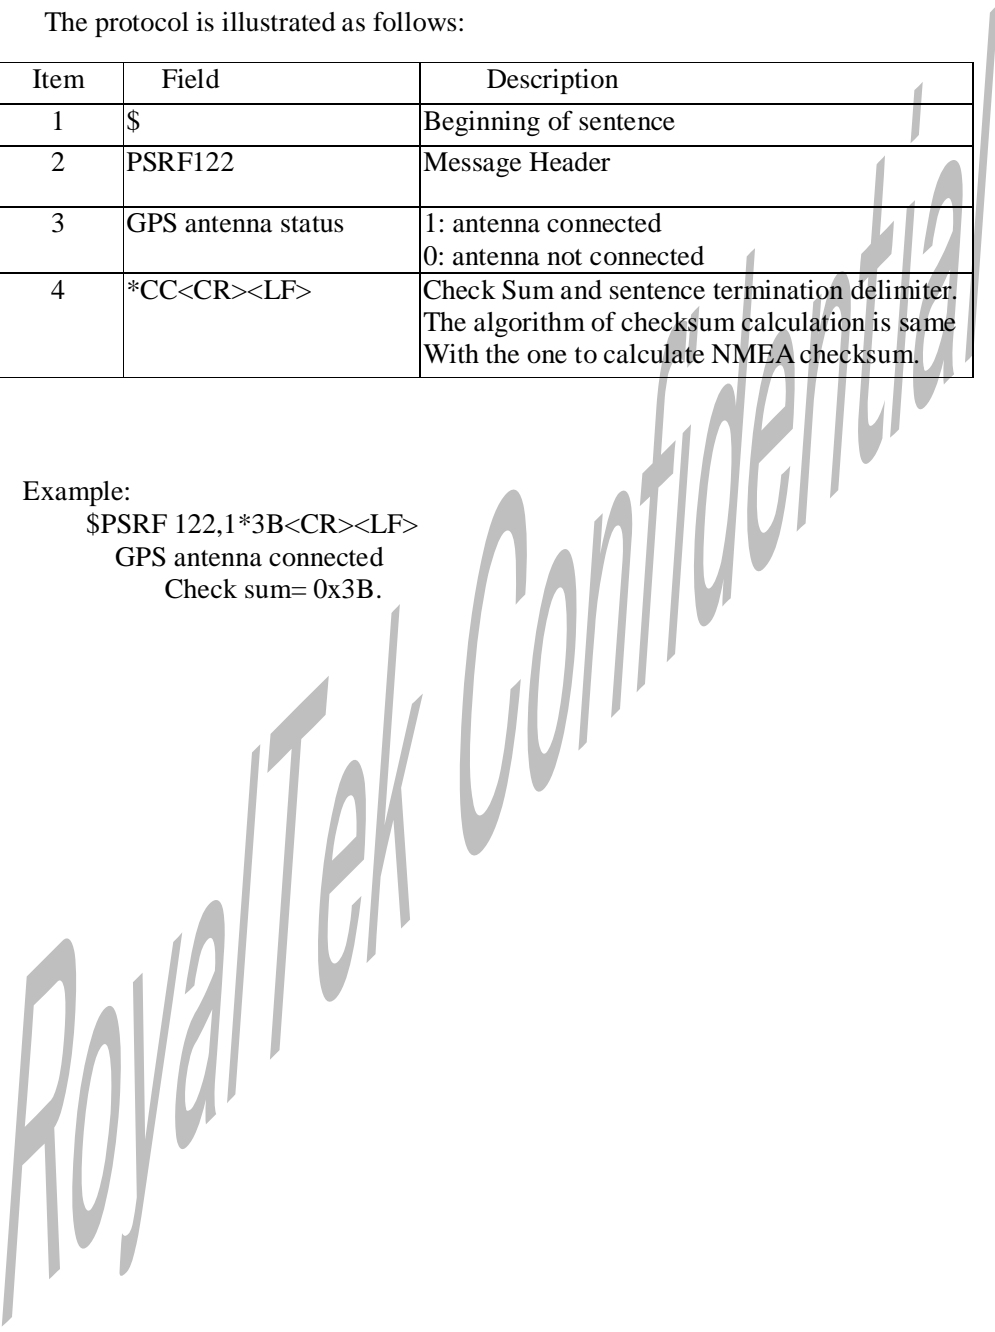 The protocol is illustrated as follows:
Item Field Description
1 $ Beginning of sentence
2 PSRF122 Message Header
3 GPS antenna status 1: antenna connected
0: antenna not connected
4 *CC<CR><LF> Check Sum and sentence termination delimiter.
The algorithm of checksum calculation is same
With the one to calculate NMEA checksum.
Example:
$PSRF 122,1*3B<CR><LF>
GPS antenna connected
Check sum= 0x3B.
RoyalTek Confidential